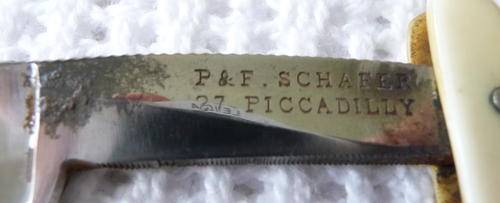 P & F. SCHAFER
27 PICCADILLY